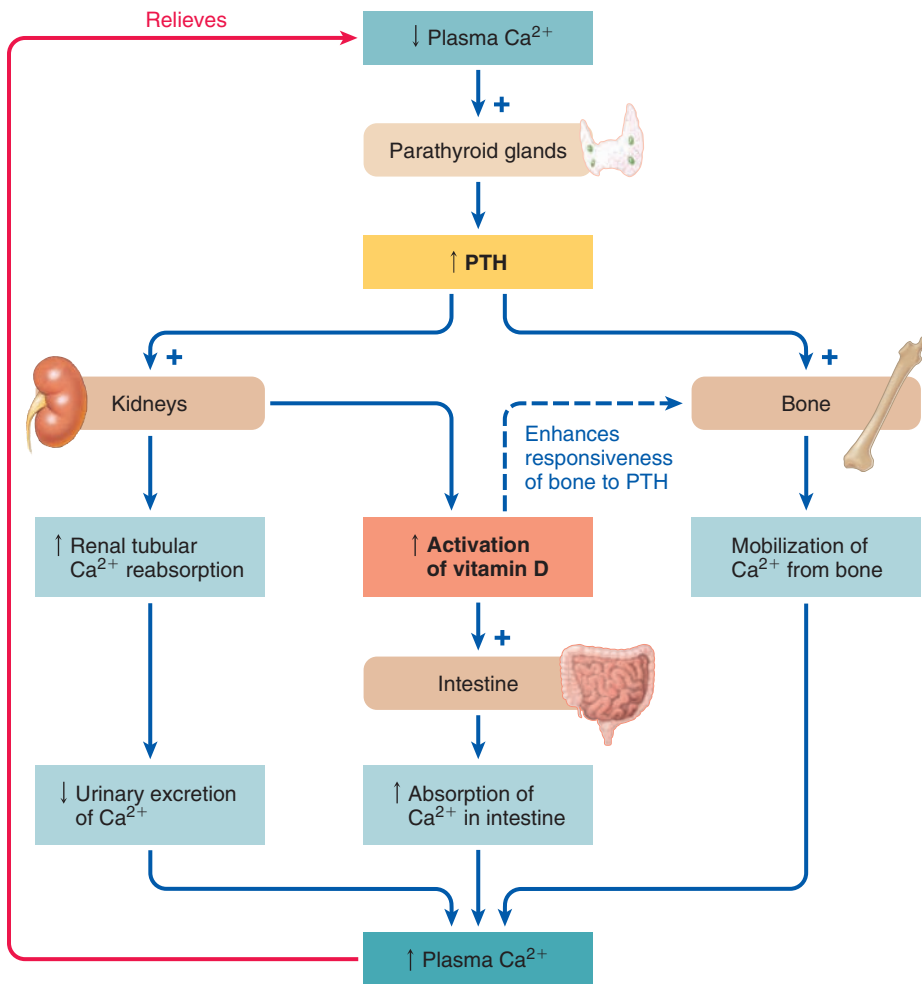 Relieves
↓ Plasma Ca²⁺
+
Parathyroid glands
↑ PTH
+
+
Kidneys
Bone
Enhances
responsiveness
of bone to PTH
↑ Renal tubular
Ca²⁺ reabsorption
↑ Activation
of vitamin D
Mobilization of
Ca²⁺ from bone
+
Intestine
↓ Urinary excretion
of Ca²⁺
↑ Absorption of
Ca²⁺ in intestine
↑ Plasma Ca²⁺